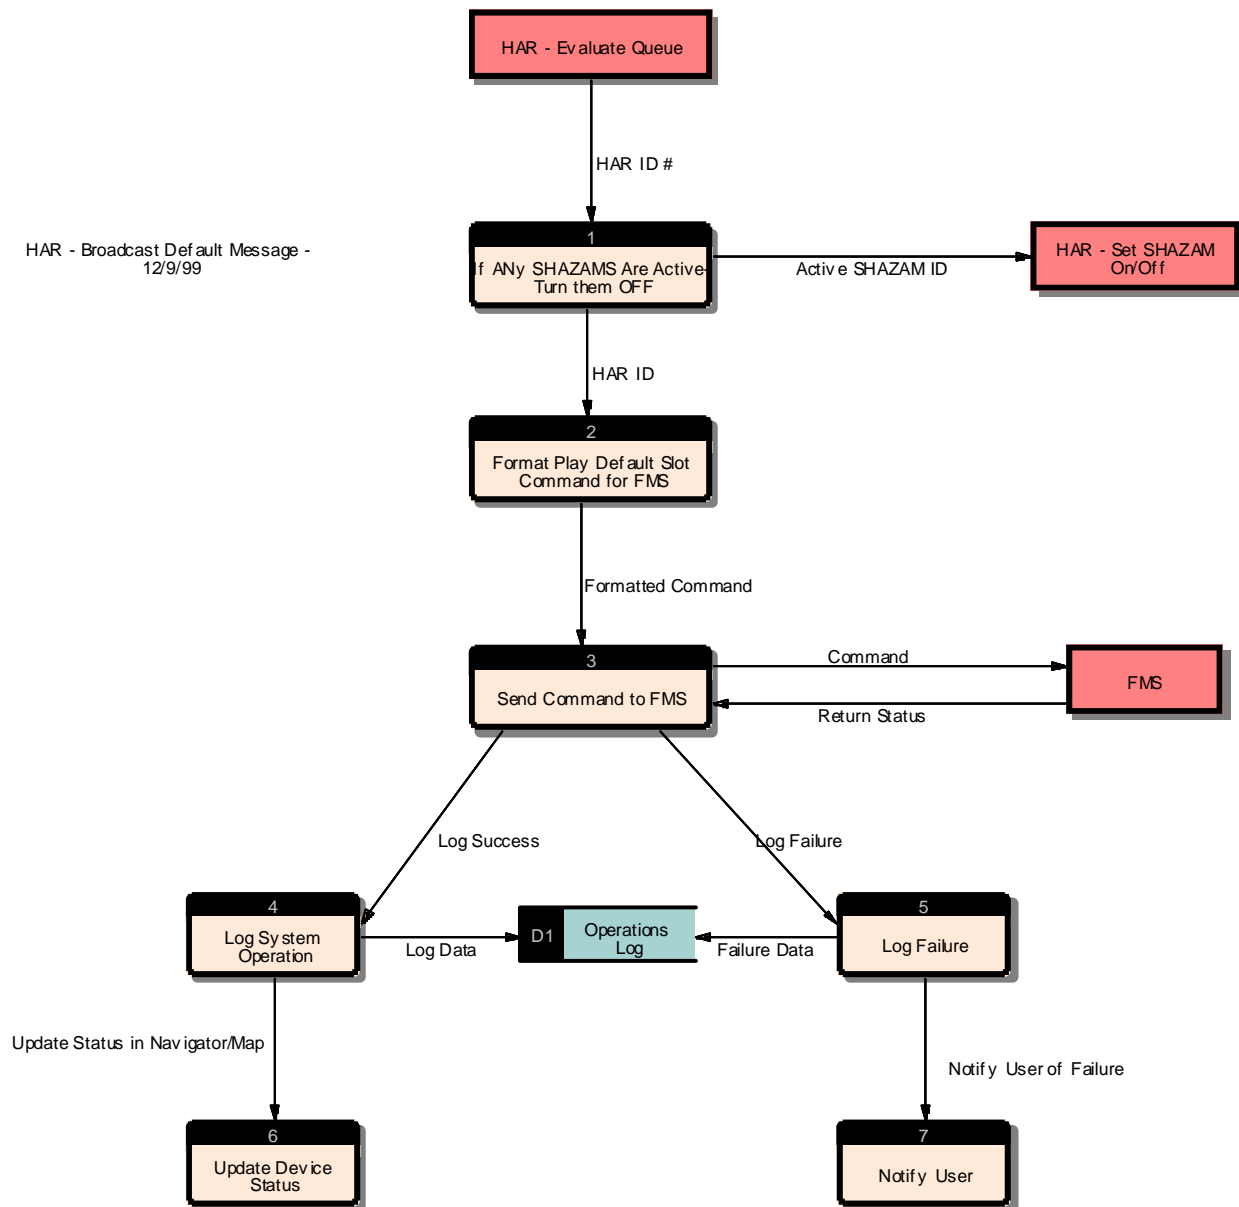 HAR - Evaluate Queue
HAR ID #
HAR - Broadcast Default Message -
12/9/99
1
If ANy SHAZAMS Are Active-
Turn them OFF
Active SHAZAM ID
HAR - Set SHAZAM
On/Off
HAR ID
2
Format Play Default Slot
Command for FMS
Formatted Command
3
Send Command to FMS
Command
Return Status
FMS
Log Success
Log Failure
4
Log System
Operation
Log Data
D1
Operations
Log
Failure Data
5
Log Failure
Update Status in Navigator/Map
Notify User of Failure
6
Update Device
Status
7
Notify User